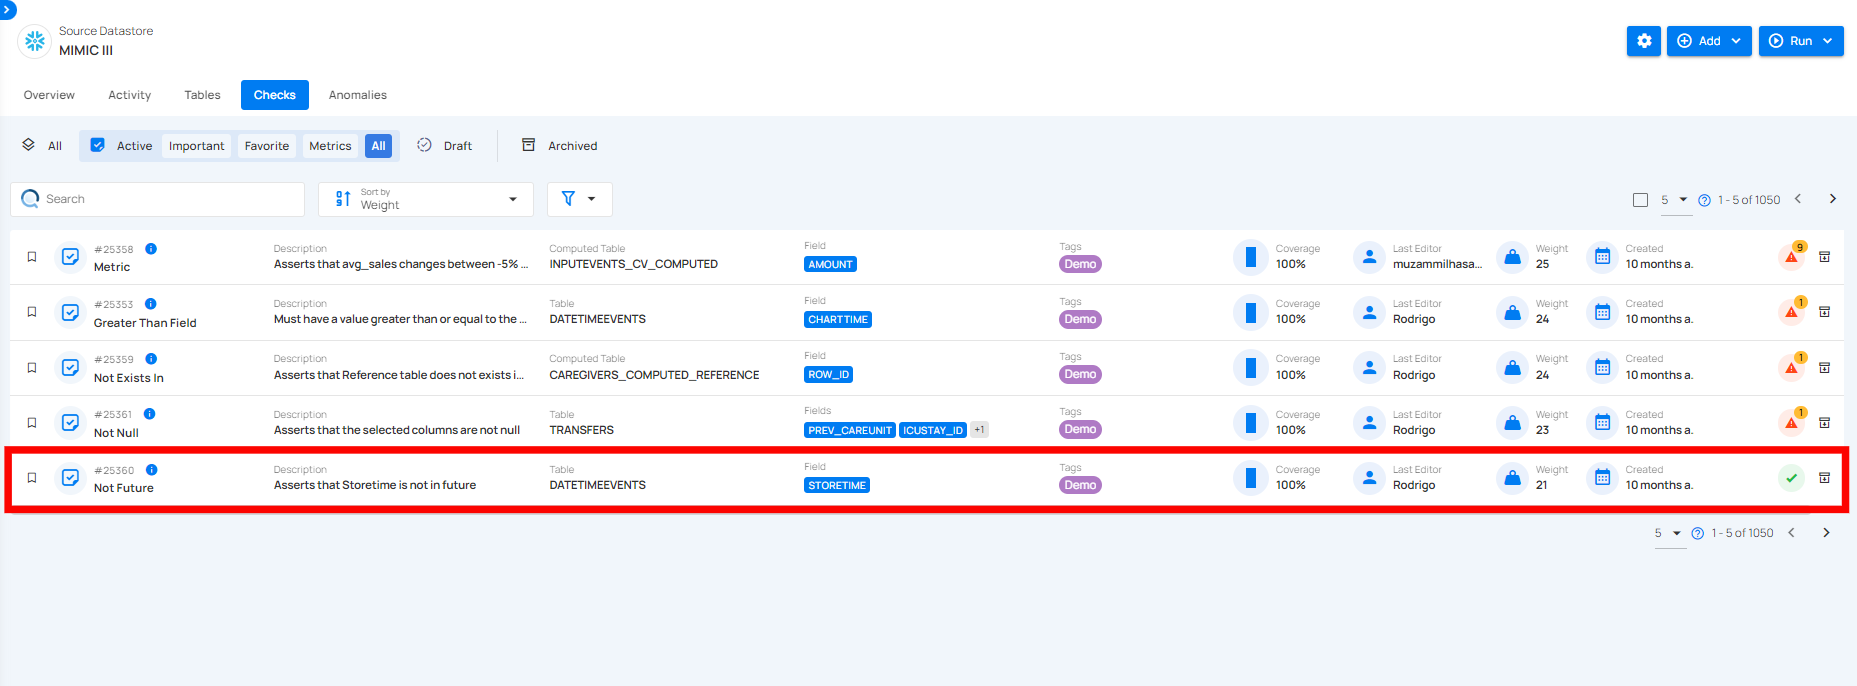 Source Datastore
MIMIC III
Add
Run
Overview
Activity
Tables
Checks
Anomalies
All
Active
Important
Favorite
Metrics
All
Draft
Archived
Search
Sort by
Weight
5
1 - 5 of 1050
#25358
Metric
Description
Asserts that avg_sales changes between -5% ...
Computed Table
INPUTEVENTS_CV_COMPUTED
Field
AMOUNT
Tags
Demo
Coverage
100%
Last Editor
muzammilhasa...
Weight
25
Created
10 months a.
9
#25353
Greater Than Field
Description
Must have a value greater than or equal to the ...
Table
DATETIMEEVENTS
Field
CHARTTIME
Tags
Demo
Coverage
100%
Last Editor
Rodrigo
Weight
24
Created
10 months a.
1
#25359
Not Exists In
Description
Asserts that Reference table does not exists i...
Computed Table
CAREGIVERS_COMPUTED_REFERENCE
Field
ROW_ID
Tags
Demo
Coverage
100%
Last Editor
Rodrigo
Weight
24
Created
10 months a.
1
#25361
Not Null
Description
Asserts that the selected columns are not null
Table
TRANSFERS
Fields
PREV_CAREUNIT ICUSTAY_ID +1
Tags
Demo
Coverage
100%
Last Editor
Rodrigo
Weight
23
Created
10 months a.
1
#25360
Not Future
Description
Asserts that Storetime is not in future
Table
DATETIMEEVENTS
Field
STORETIME
Tags
Demo
Coverage
100%
Last Editor
Rodrigo
Weight
21
Created
10 months a.
5
1 - 5 of 1050